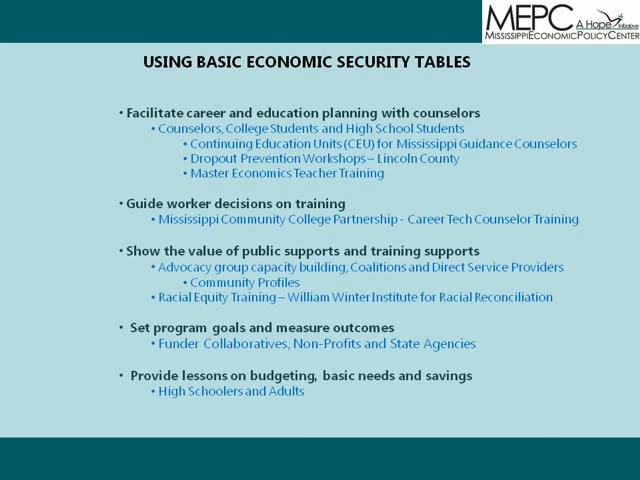 MEPC A Hope Initiative
MISSISSIPPIECONOMICPOLICYCENTER
USING BASIC ECONOMIC SECURITY TABLES
• Facilitate career and education planning with counselors
• Counselors, College Students and High School Students
• Continuing Education Units (CEU) for Mississippi Guidance Counselors
• Dropout Prevention Workshops – Lincoln County
• Master Economics Teacher Training
• Guide worker decisions on training
• Mississippi Community College Partnership - Career Tech Counselor Training
• Show the value of public supports and training supports
• Advocacy group capacity building, Coalitions and Direct Service Providers
• Community Profiles
• Racial Equity Training – William Winter Institute for Racial Reconciliation
• Set program goals and measure outcomes
• Funder Collaboratives, Non-Profits and State Agencies
• Provide lessons on budgeting, basic needs and savings
• High Schoolers and Adults